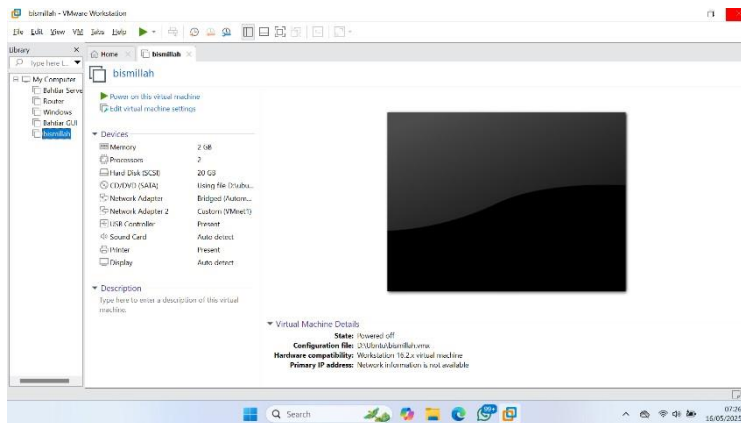 bismillah - VMware Workstation
File Edit View VM Tabs Help
Library
Type here t...
My Computer
Bahtiar Serve
Router
Windows
Bahtiar GUI
bismillah
Home
bismillah
bismillah
Power on this virtual machine
Edit virtual machine settings
Devices
Memory 2 GB
Processors 2
Hard Disk (SCSI) 20 GB
CD/DVD (SATA) Using file D:\ubu...
Network Adapter Bridged (Autom...
Network Adapter 2 Custom (VMnet1)
USB Controller Present
Sound Card Auto detect
Printer Present
Display Auto detect
Description
Type here to enter a description of this virtual
machine.
Virtual Machine Details
State: Powered off
Configuration file: D:\Ubntu\bismillah.vmx
Hardware compatibility: Workstation 16.2.x virtual machine
Primary IP address: Network information is not available
Search
99+
07:26
16/05/2025